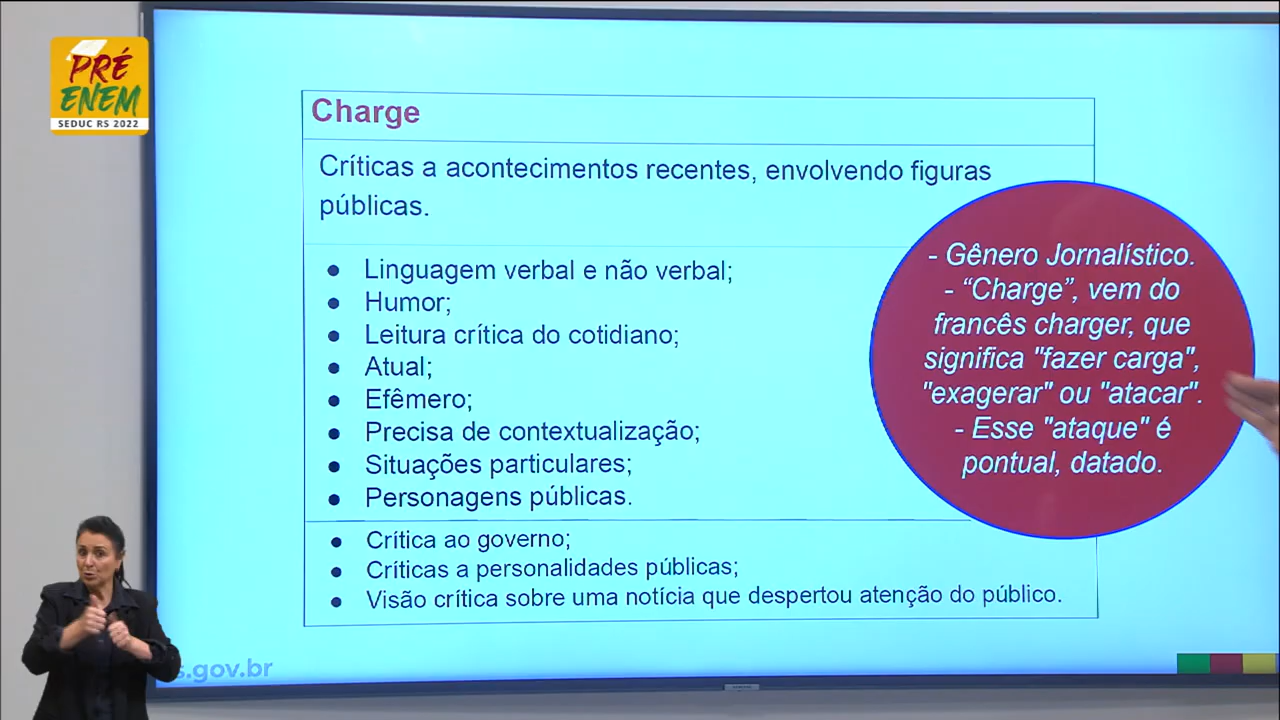 PRÉ
ENEM
SEDUC RS 2022
Charge
Críticas a acontecimentos recentes, envolvendo figuras
públicas.
● Linguagem verbal e não verbal;
● Humor;
● Leitura crítica do cotidiano;
● Atual;
● Efêmero;
● Precisa de contextualização;
● Situações particulares;
● Personagens públicas.
● Crítica ao governo;
● Críticas a personalidades públicas;
● Visão crítica sobre uma notícia que despertou atenção do público.
- Gênero Jornalístico.
- “Charge”, vem do
francês charger, que
significa "fazer carga",
"exagerar" ou "atacar".
- Esse "ataque" é
pontual, datado.
s.gov.br